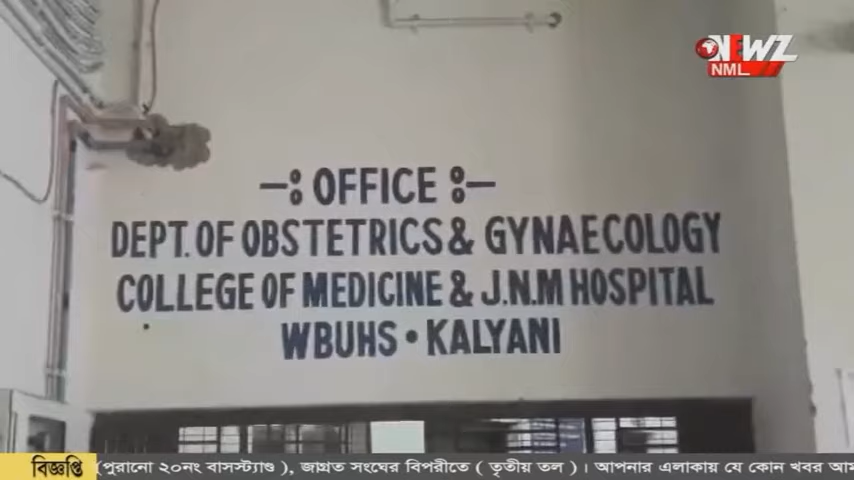 NEWZ
NML
-: OFFICE :-
DEPT. OF OBSTETRICS & GYNAECOLOGY
COLLEGE OF MEDICINE & J.N.M HOSPITAL
WBUHS • KALYANI
বিজ্ঞপ্তি (পুরানো ২০নং বাসস্ট্যাণ্ড ), জাগ্রত সংঘের বিপরীতে ( তৃতীয় তল ) । আপনার এলাকায় যে কোন খবর